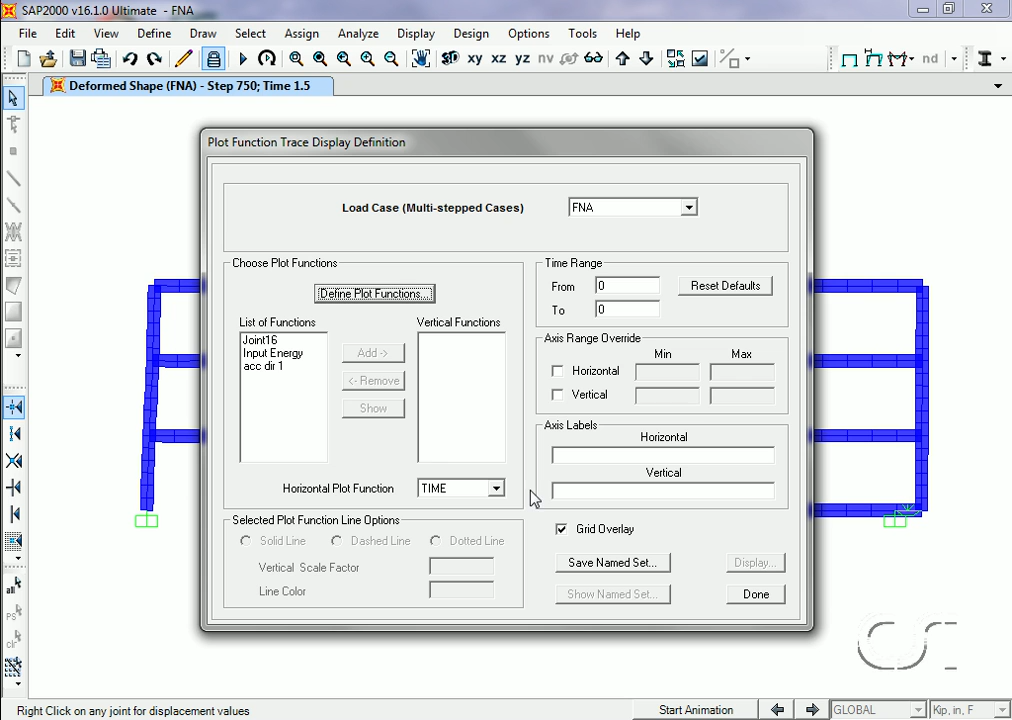 SAP2000 v16.1.0 Ultimate - FNA
File Edit View Define Draw Select Assign Analyze Display Design Options Tools Help
3D xy xz yz nv nd
Deformed Shape (FNA) - Step 750; Time 1.5
Plot Function Trace Display Definition
Load Case (Multi-stepped Cases) FNA
Choose Plot Functions
Define Plot Functions...
List of Functions Vertical Functions
Joint16
Input Energy
acc dir 1
Add ->
<- Remove
Show
Horizontal Plot Function TIME
Selected Plot Function Line Options
Solid Line Dashed Line Dotted Line
Vertical Scale Factor
Line Color
Time Range
From 0 Reset Defaults
To 0
Axis Range Override
Min Max
Horizontal
Vertical
Axis Labels
Horizontal
Vertical
Grid Overlay
Save Named Set... Display...
Show Named Set... Done
all
PS
clr
CSI
Right Click on any joint for displacement values
Start Animation
GLOBAL
Kip, in, F